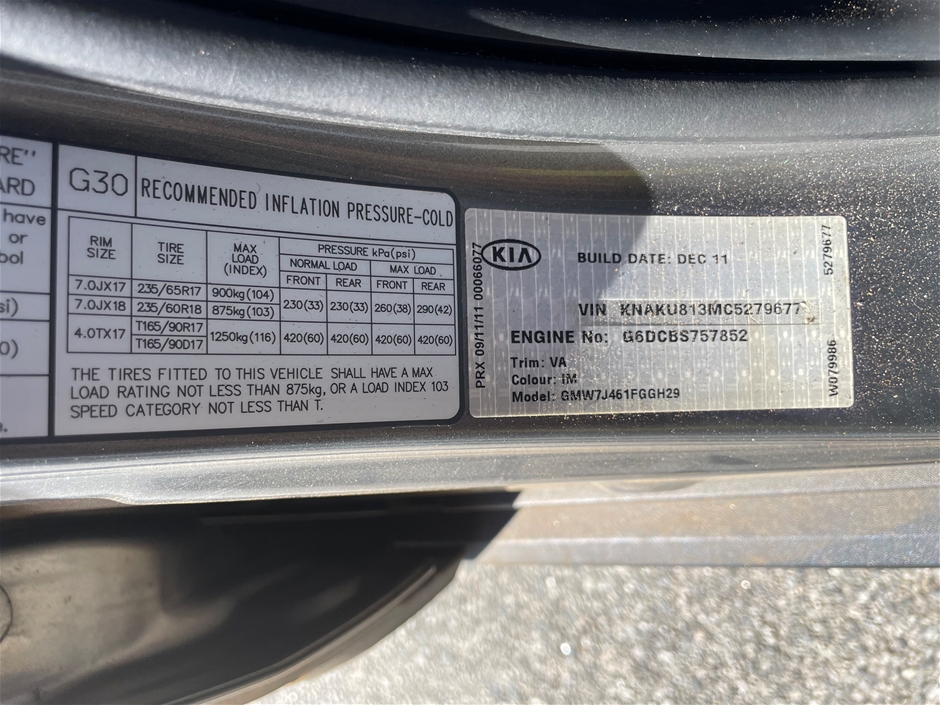 RE"
ARD
have
or
bol
si)
0)
e.
G30 RECOMMENDED INFLATION PRESSURE-COLD
RIM SIZE TIRE SIZE MAX LOAD (INDEX) PRESSURE kPa(psi)
NORMAL LOAD MAX LOAD
FRONT REAR FRONT REAR
7.0JX17 235/65R17 900kg(104) 230(33) 230(33) 260(38) 290(42)
7.0JX18 235/60R18 875kg(103)
4.0TX17 T165/90R17 1250kg(116) 420(60) 420(60) 420(60) 420(60)
T165/90D17
THE TIRES FITTED TO THIS VEHICLE SHALL HAVE A MAX
LOAD RATING NOT LESS THAN 875kg, OR A LOAD INDEX 103
SPEED CATEGORY NOT LESS THAN T.
PRX 09/11/11 00066077
KIA
BUILD DATE: DEC 11
VIN KNAKU813MC5279677
ENGINE No: G6DCBS757852
Trim: VA
Colour: IM
Model: GMW7J461FGGH29
5279677
W079986